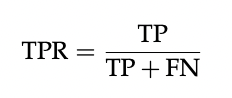 TPR = TP / (TP + FN)